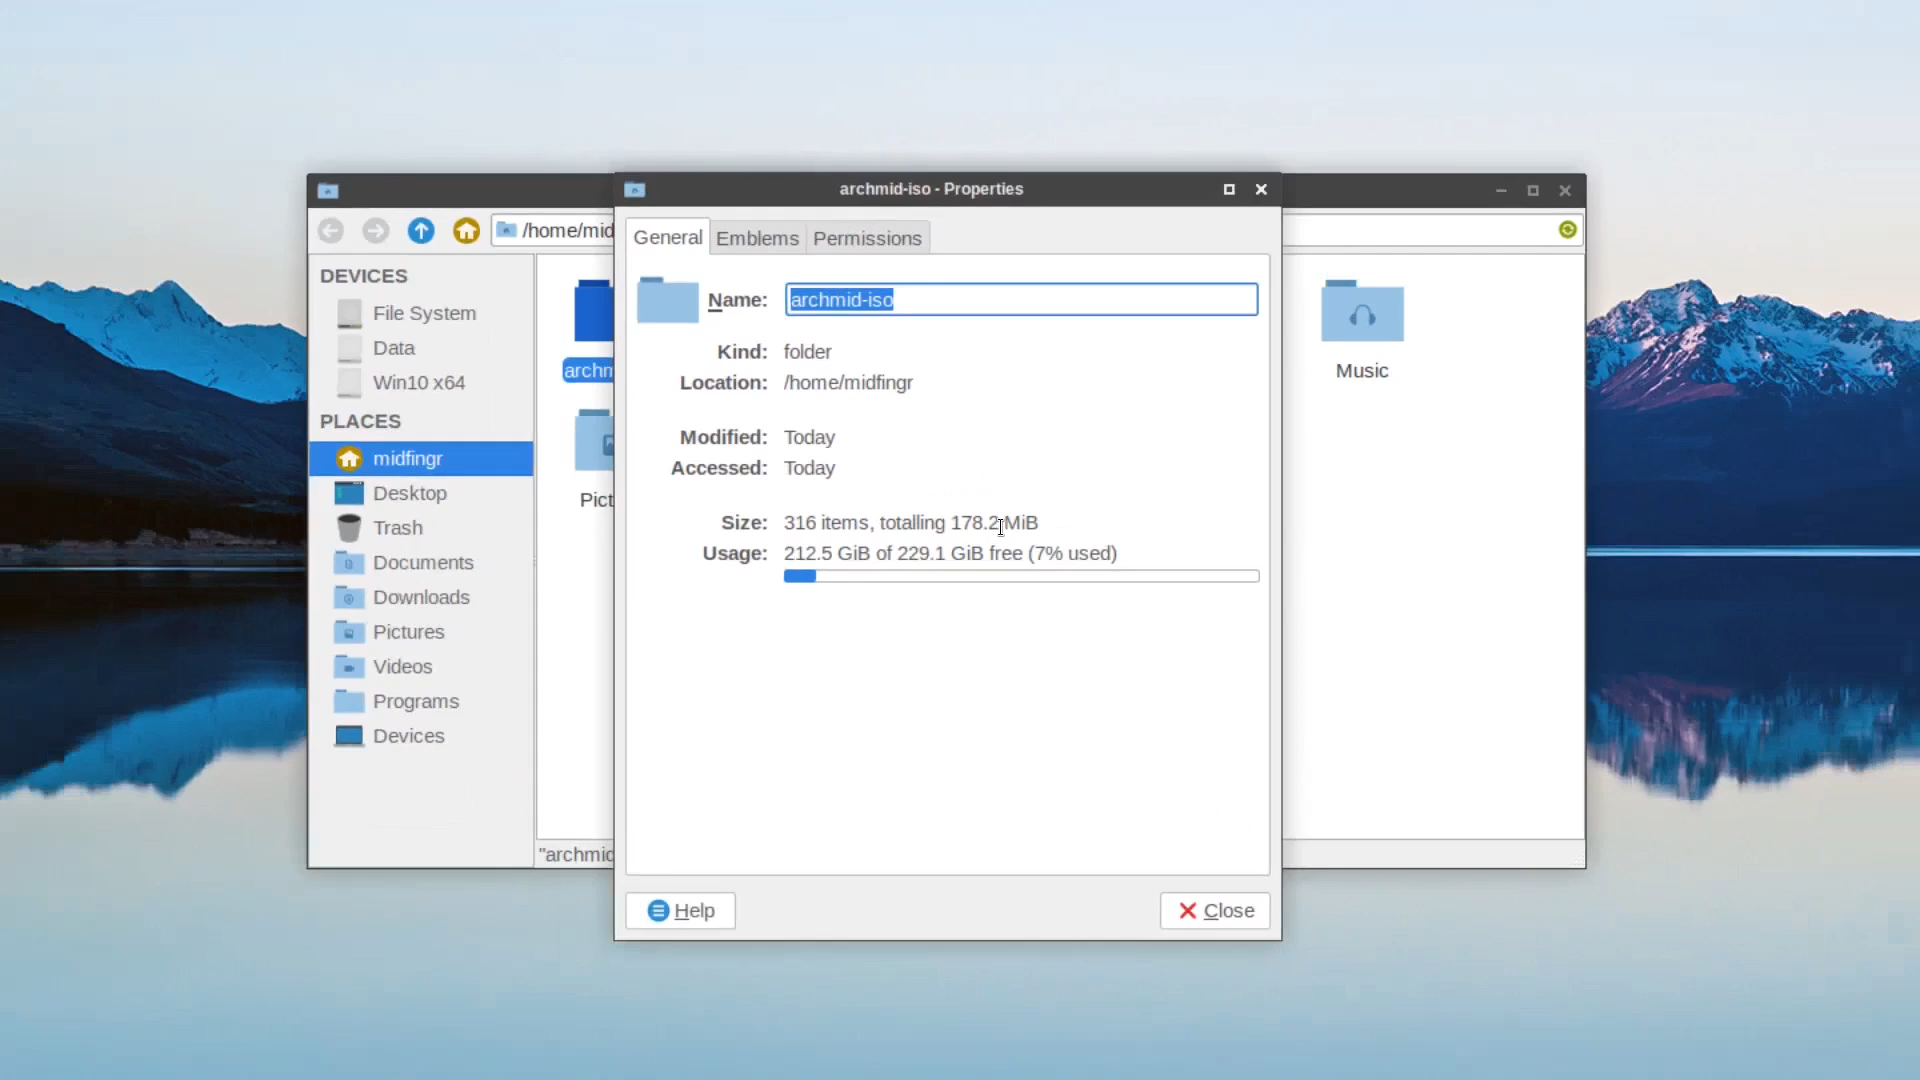 archmid-iso - Properties
/home/mid
General
Emblems
Permissions
DEVICES
File System
Data
Win10 x64
PLACES
midfingr
Desktop
Trash
Documents
Downloads
Pictures
Videos
Programs
Devices
archm
Pict
Name: archmid-iso
Kind: folder
Location: /home/midfingr
Modified: Today
Accessed: Today
Size: 316 items, totalling 178.2 MiB
Usage: 212.5 GiB of 229.1 GiB free (7% used)
Music
"archmid
Help
Close